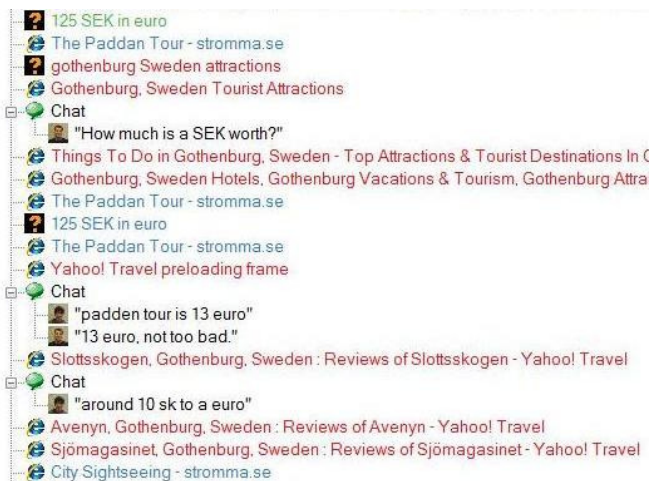 125 SEK in euro
The Paddan Tour - stromma.se
gothenburg Sweden attractions
Gothenburg, Sweden Tourist Attractions
Chat
"How much is a SEK worth?"
Things To Do in Gothenburg, Sweden - Top Attractions & Tourist Destinations In
Gothenburg, Sweden Hotels, Gothenburg Vacations & Tourism, Gothenburg Attra
The Paddan Tour - stromma.se
125 SEK in euro
The Paddan Tour - stromma.se
Yahoo! Travel preloading frame
Chat
"padden tour is 13 euro"
"13 euro, not too bad."
Slottsskogen, Gothenburg, Sweden : Reviews of Slottsskogen - Yahoo! Travel
Chat
"around 10 sk to a euro"
Avenyn, Gothenburg, Sweden : Reviews of Avenyn - Yahoo! Travel
Sjömagasinet, Gothenburg, Sweden : Reviews of Sjömagasinet - Yahoo! Travel
City Sightseeing - stromma.se